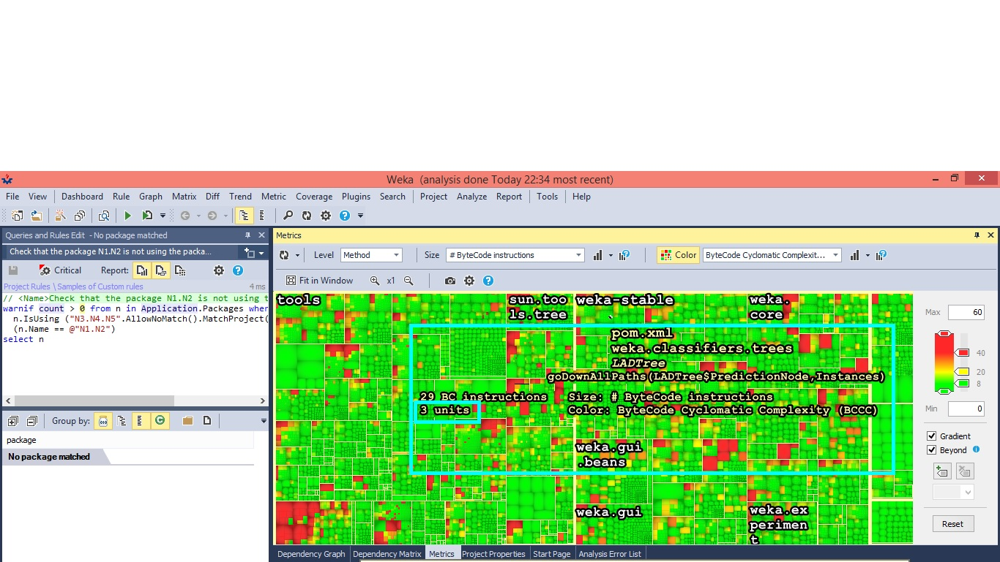 Weka (analysis done Today 22:34 most recent)
File View Dashboard Rule Graph Matrix Diff Trend Metric Coverage Plugins Search Project Analyze Report Tools Help
Queries and Rules Edit - No package matched
Check that the package N1.N2 is not using the packa...
Critical Report:
Project Rules \ Samples of Custom rules 4 ms
// <Name>Check that the package N1.N2 is not using t
warnif count > 0 from n in Application.Packages wher
n.IsUsing ("N3.N4.N5".AllowNoMatch().MatchProject(
(n.Name == @"N1.N2")
select n
Group by:
package
No package matched
Metrics
Level Method Size # ByteCode instructions Color ByteCode Cyclomatic Complexit...
Fit in Window x1
tools
sun.too
ls.tree
weka-stable
weka.
core
pom.xml
weka.classifiers.trees
LADTree
goDownAllPaths(LADTree$PredictionNode,Instances)
29 BC instructions Size: # ByteCode instructions
3 units Color: ByteCode Cyclomatic Complexity (BCCC)
weka.gui
.beans
weka.gui
weka.ex
perimen
t
Max 60
40
20
8
Min 0
Gradient
Beyond
Reset
Dependency Graph Dependency Matrix Metrics Project Properties Start Page Analysis Error List